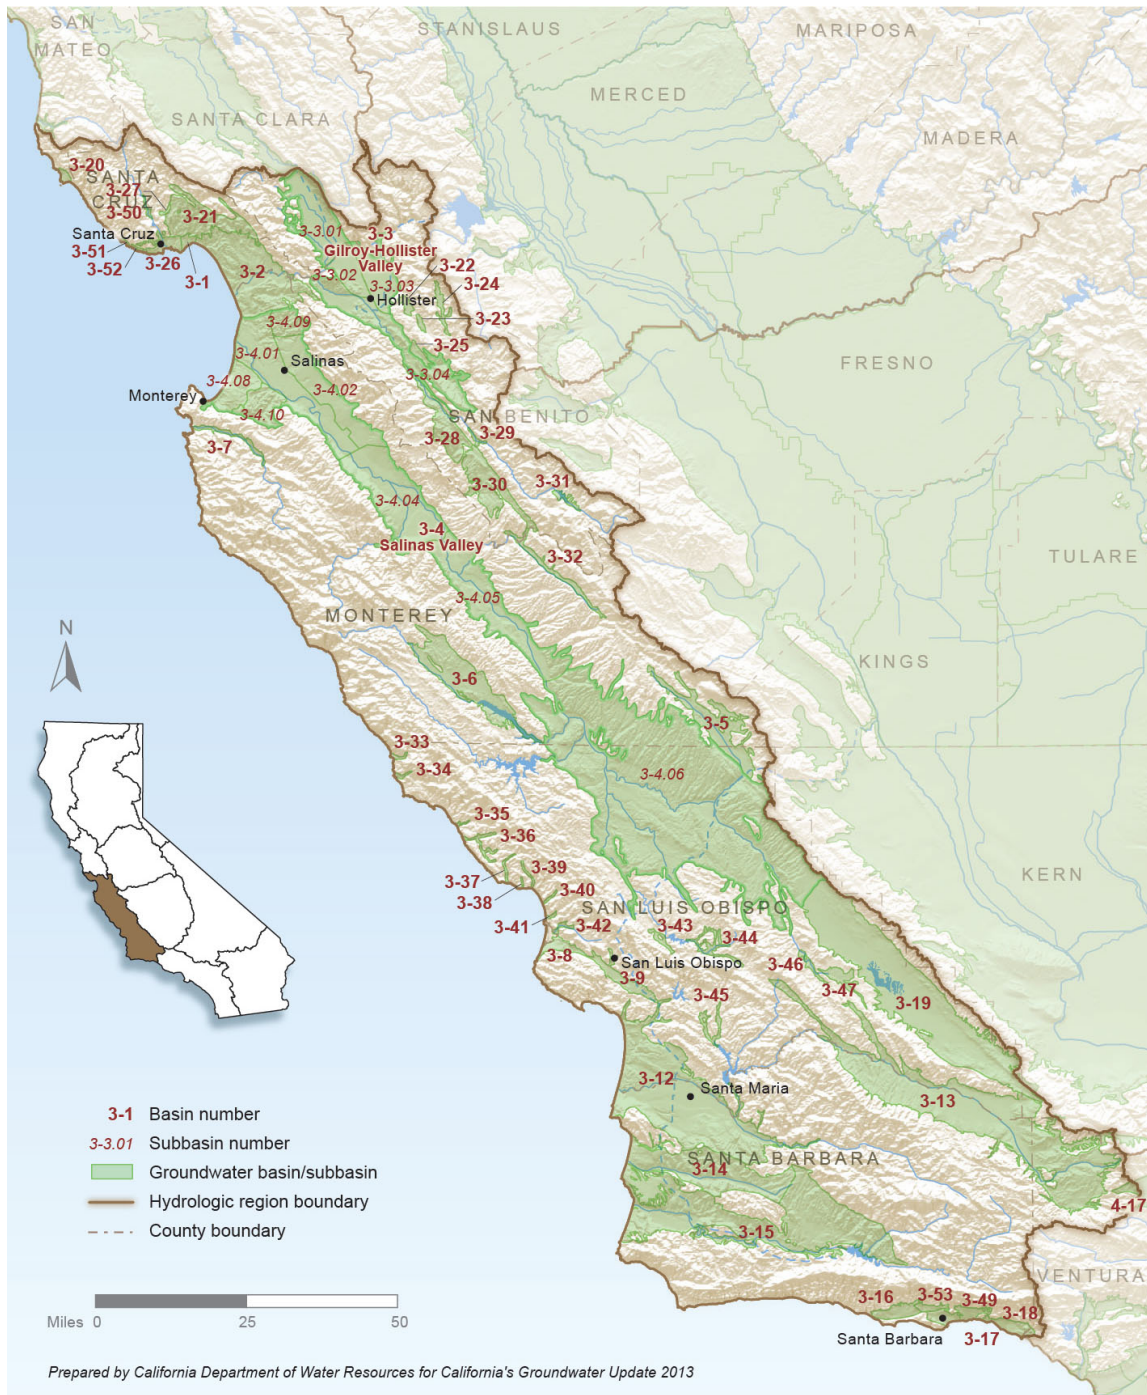 SAN
MATEO
STANISLAUS
MARIPOSA
MERCED
SANTA CLARA
MADERA
3-20
SANTA
CRUZ
3-27
3-50
3-21
Santa Cruz
3-51
3-52
3-26
3-1
3-2
3-3.01
3-3
Gilroy-Hollister
Valley
3-3.02
3-3.03
3-22
3-24
Hollister
3-23
3-25
3-4.09
3-4.01
Salinas
3-3.04
FRESNO
3-4.08
3-4.02
Monterey
3-4.10
SAN BENITO
3-7
3-28
3-29
3-30
3-31
3-4.04
3-4
Salinas Valley
3-32
TULARE
3-4.05
MONTEREY
N
KINGS
3-6
3-5
3-33
3-34
3-4.06
3-35
3-36
3-37
3-39
3-38
3-40
KERN
SAN LUIS OBISPO
3-41
3-42
3-43
3-44
3-8
San Luis Obispo
3-46
3-9
3-45
3-47
3-19
3-12
Santa Maria
3-13
3-1 Basin number
3-3.01 Subbasin number
Groundwater basin/subbasin
Hydrologic region boundary
County boundary
SANTA BARBARA
3-14
4-17
3-15
VENTURA
3-16
3-53
3-49
3-18
Santa Barbara
3-17
Miles 0 25 50
Prepared by California Department of Water Resources for California's Groundwater Update 2013